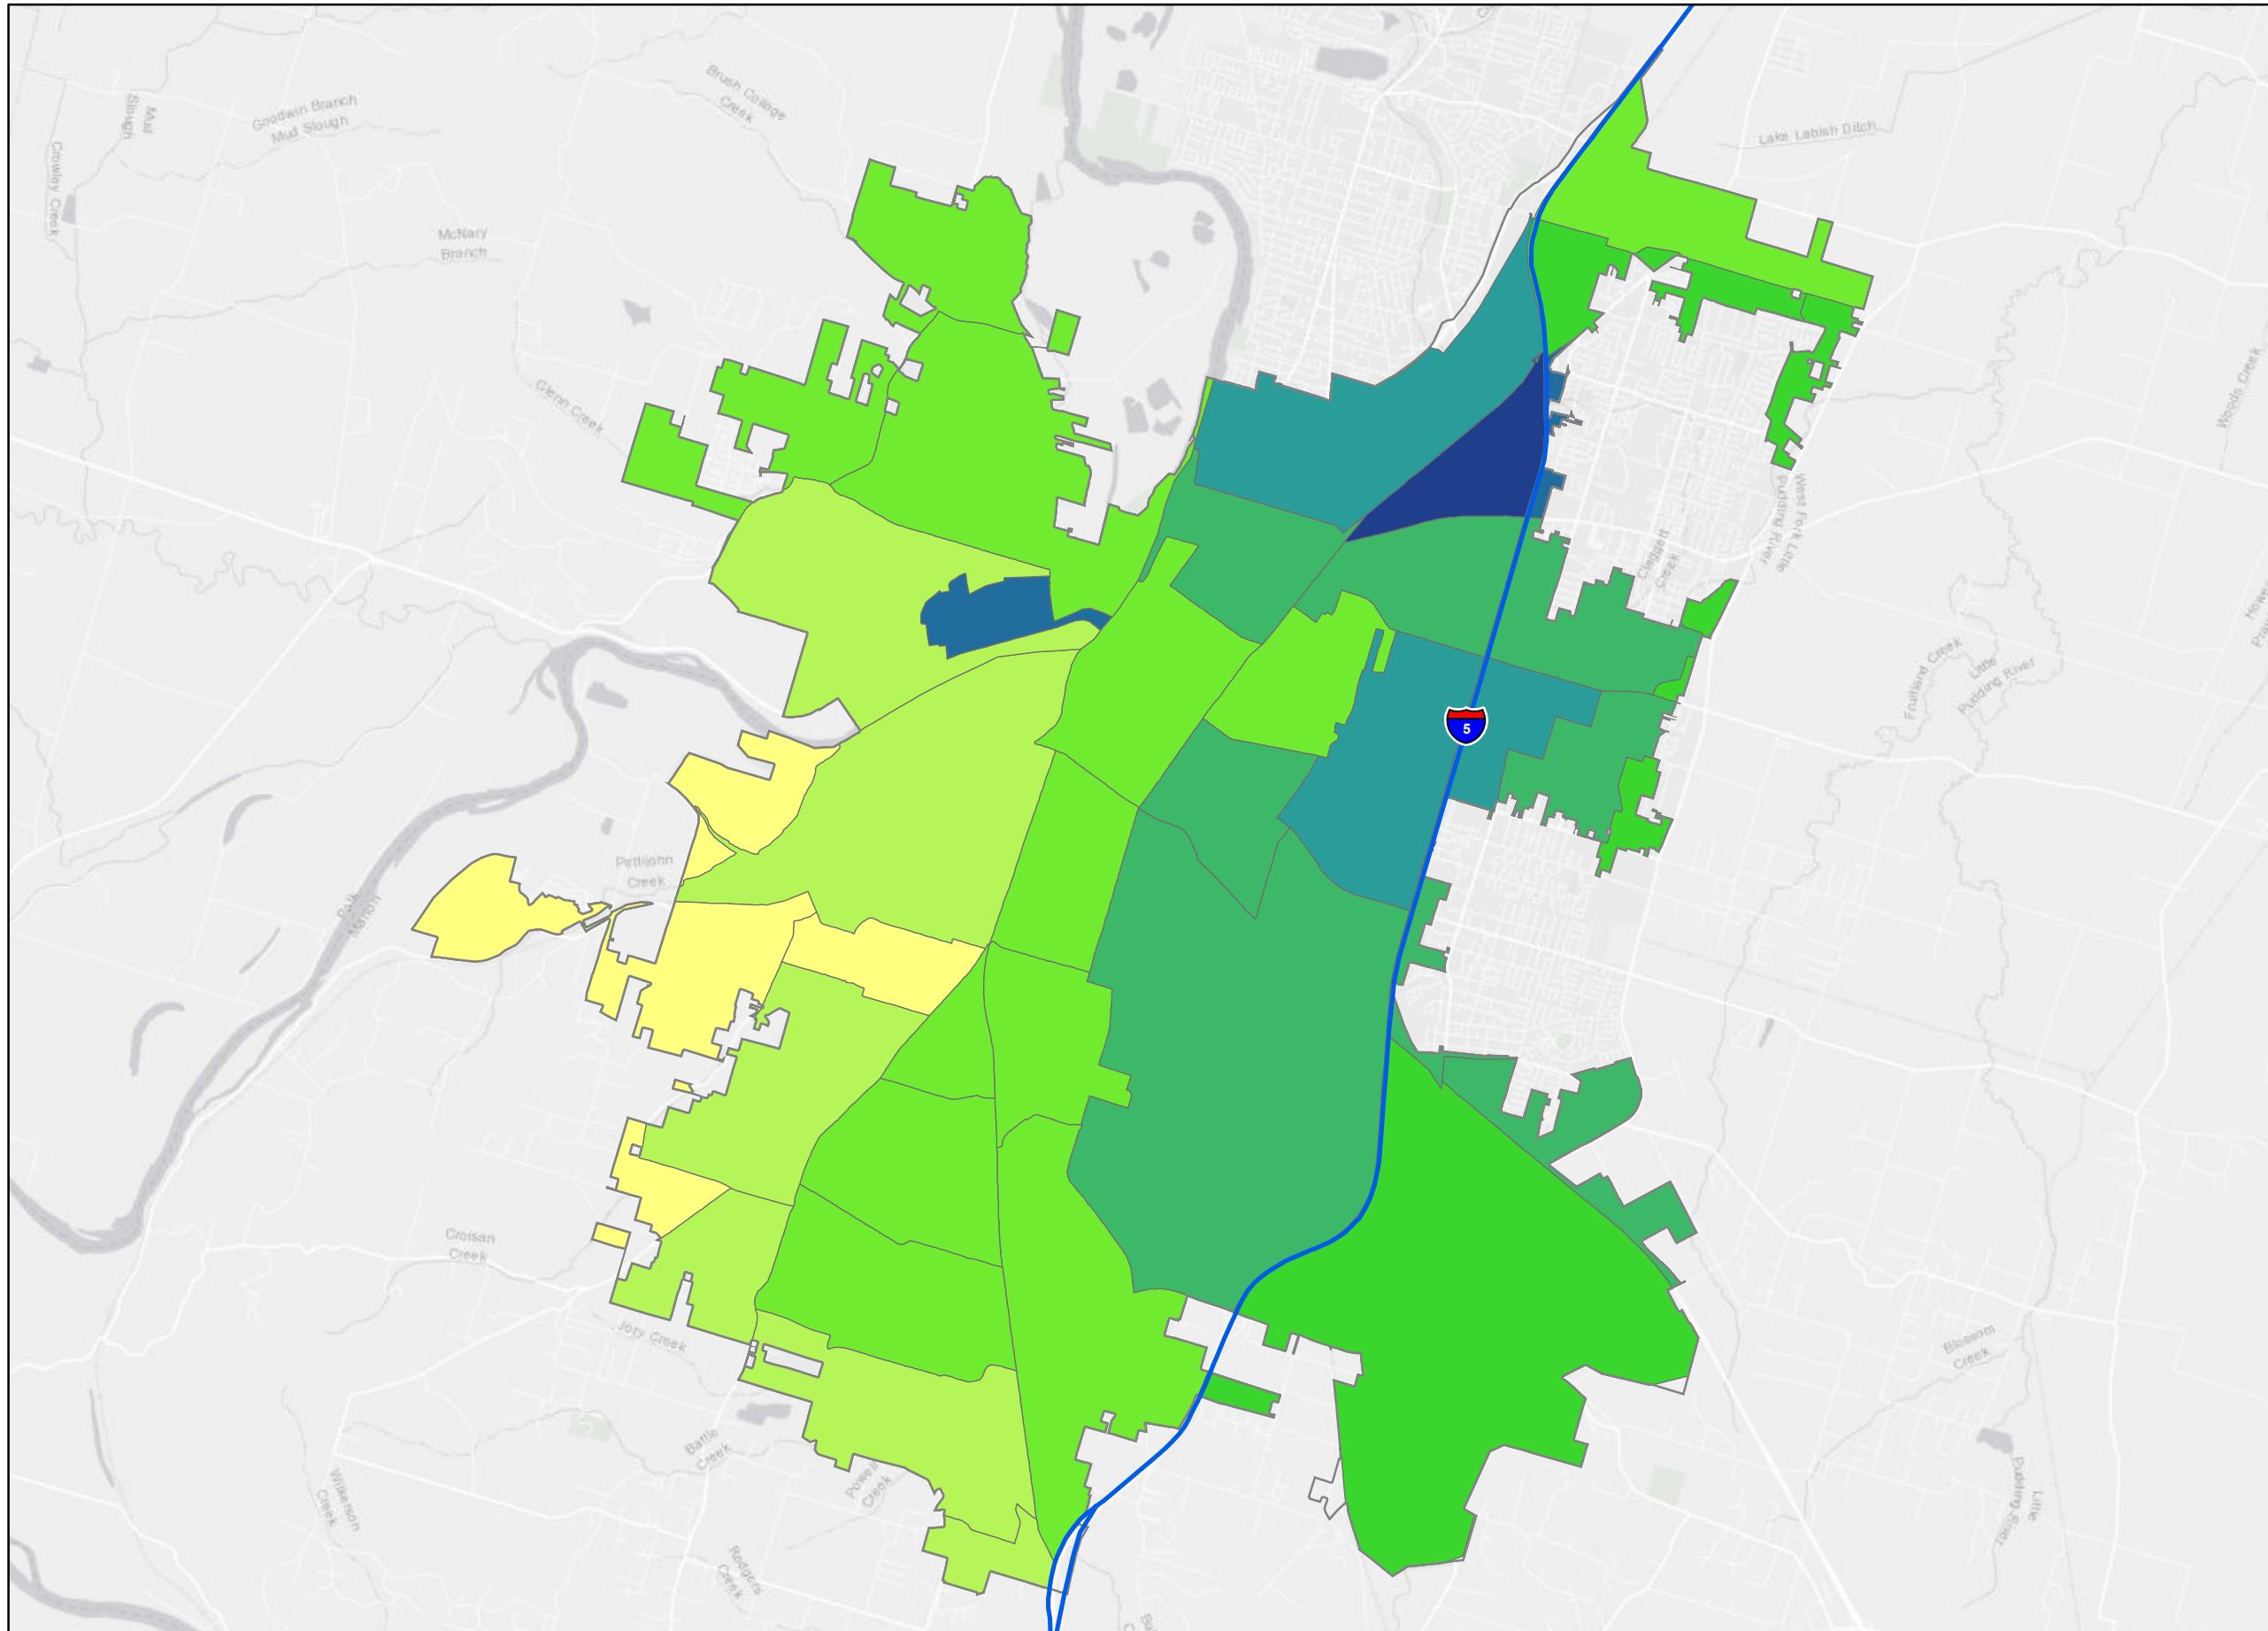 Brush College
Creek
Goodwin Branch
Mud Slough
Mud
Slough
Crowley Creek
Lake Labish Ditch
McNary
Branch
Glenn Creek
Woods Creek
West Fork Little
Pudding River
Claggett
Creek
Fruitland Creek
Little
Pudding River
5
Pettijohn
Creek
Polk
Marion
Croisan
Creek
Jory Creek
Blossom
Creek
Battle
Creek
Powell
Creek
Wilkerson
Creek
Little
Pudding River
Rodgers
Creek